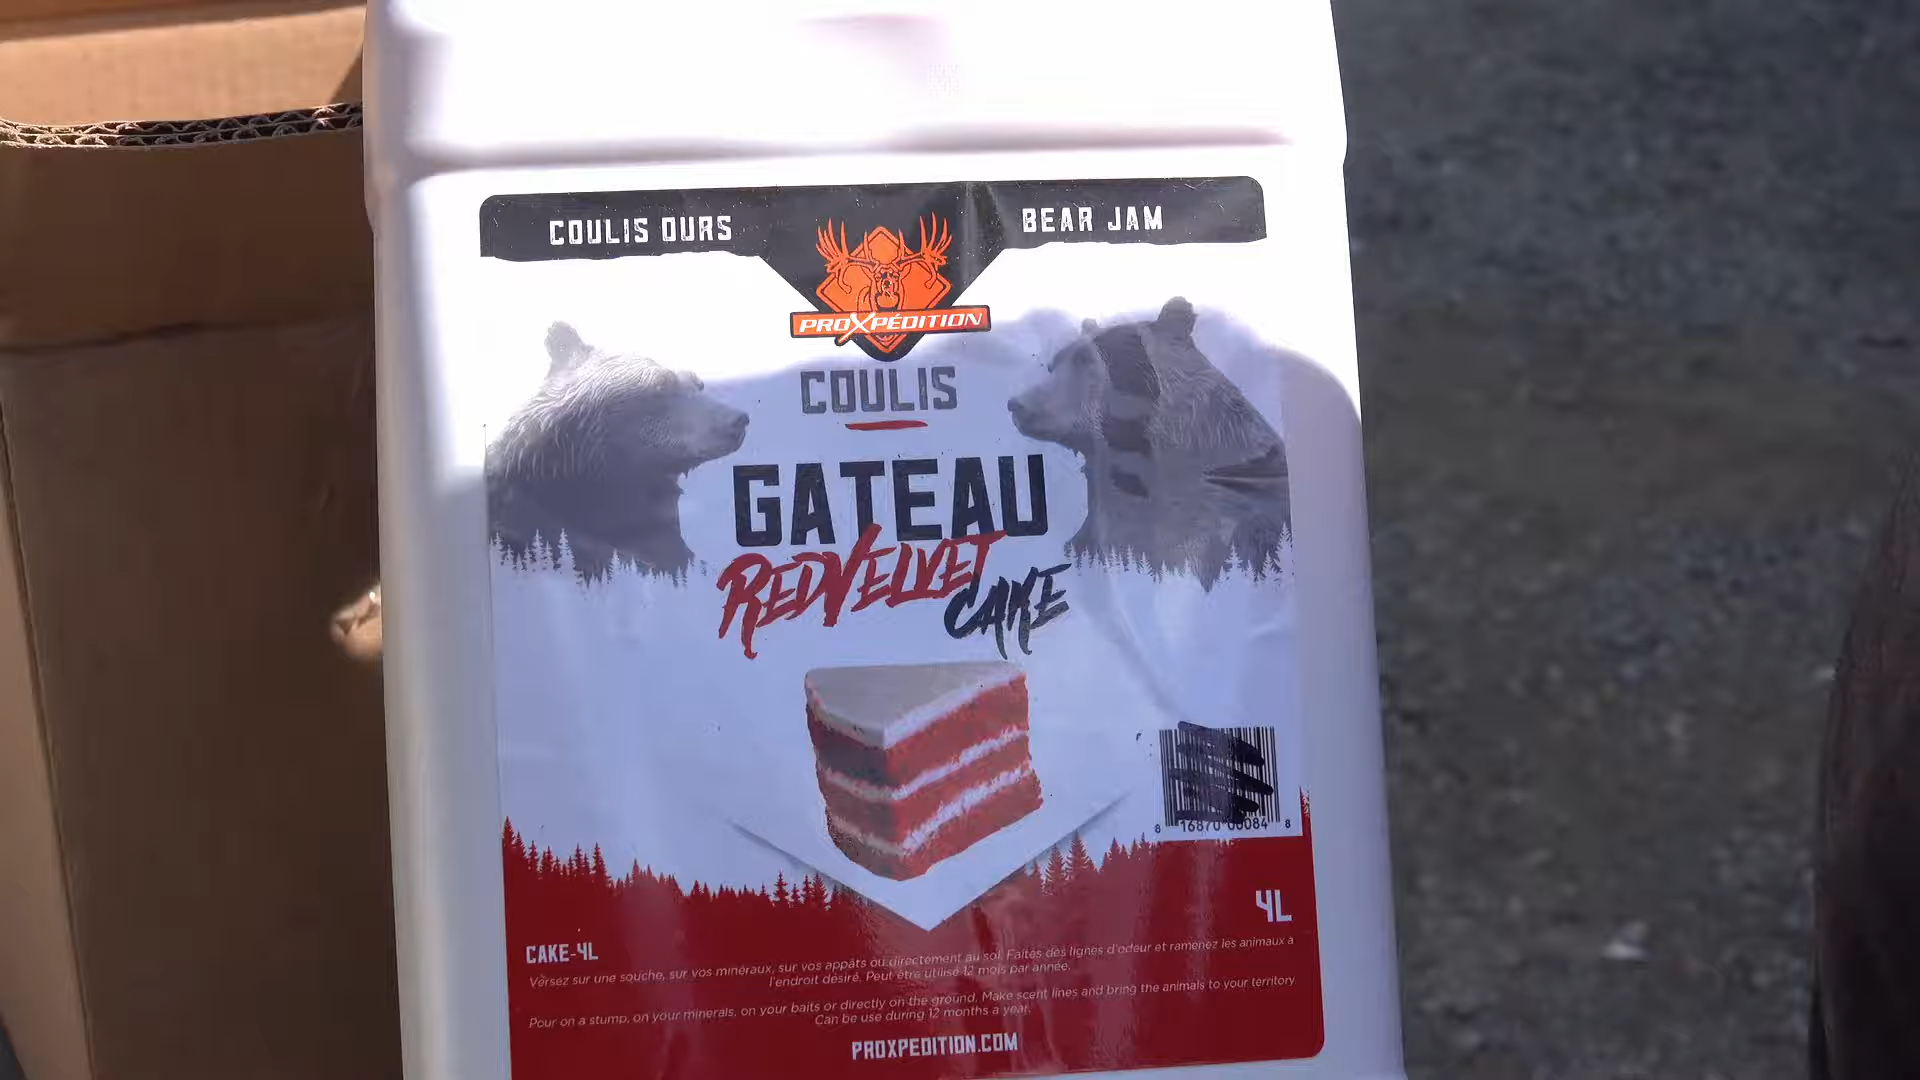 COULIS OURS
BEAR JAM
PROXPÉDITION
COULIS
GATEAU
REDVELVET
CAKE
8 16870 00084 8
4L
CAKE-4L
Versez sur une souche, sur vos minéraux, sur vos appâts ou directement au sol. Faites des lignes d'odeur et ramenez les animaux à
l'endroit désiré. Peut être utilisé 12 mois par année.
Pour on a stump, on your minerals, on your baits or directly on the ground. Make scent lines and bring the animals to your territory
Can be use during 12 months a year.
PROXPEDITION.COM